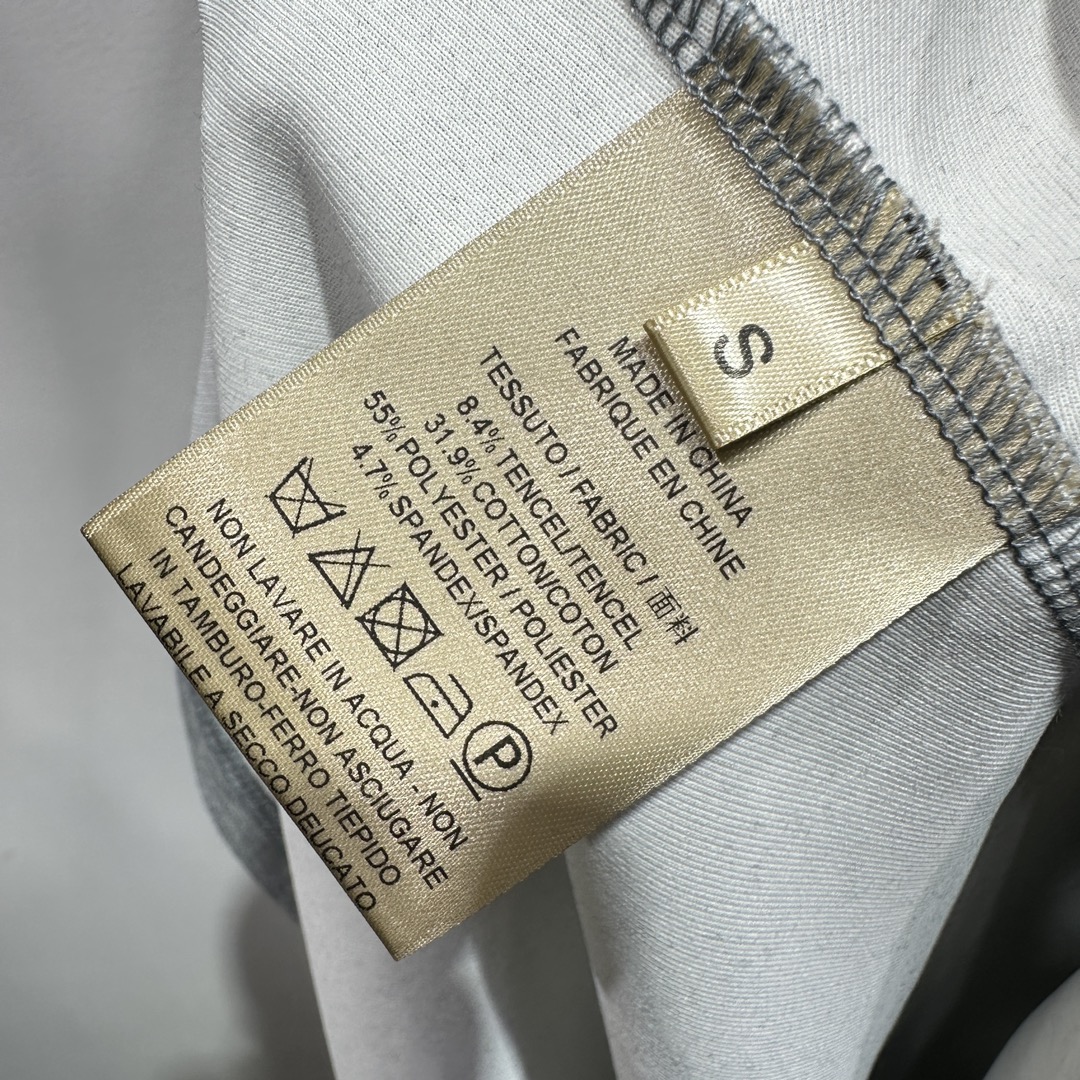 S
MADE IN CHINA
FABRIQUE EN CHINE
TESSUTO / FABRIC / 面料
8.4% TENCEL/TENCEL
31.9% COTTON/COTON
55% POLYESTER / POLIESTER
4.7% SPANDEX/SPANDEX
P
NON LAVARE IN ACQUA - NON
CANDEGGIARE-NON ASCIUGARE
IN TAMBURO-FERRO TIEPIDO
LAVABILE A SECCO DELICATO